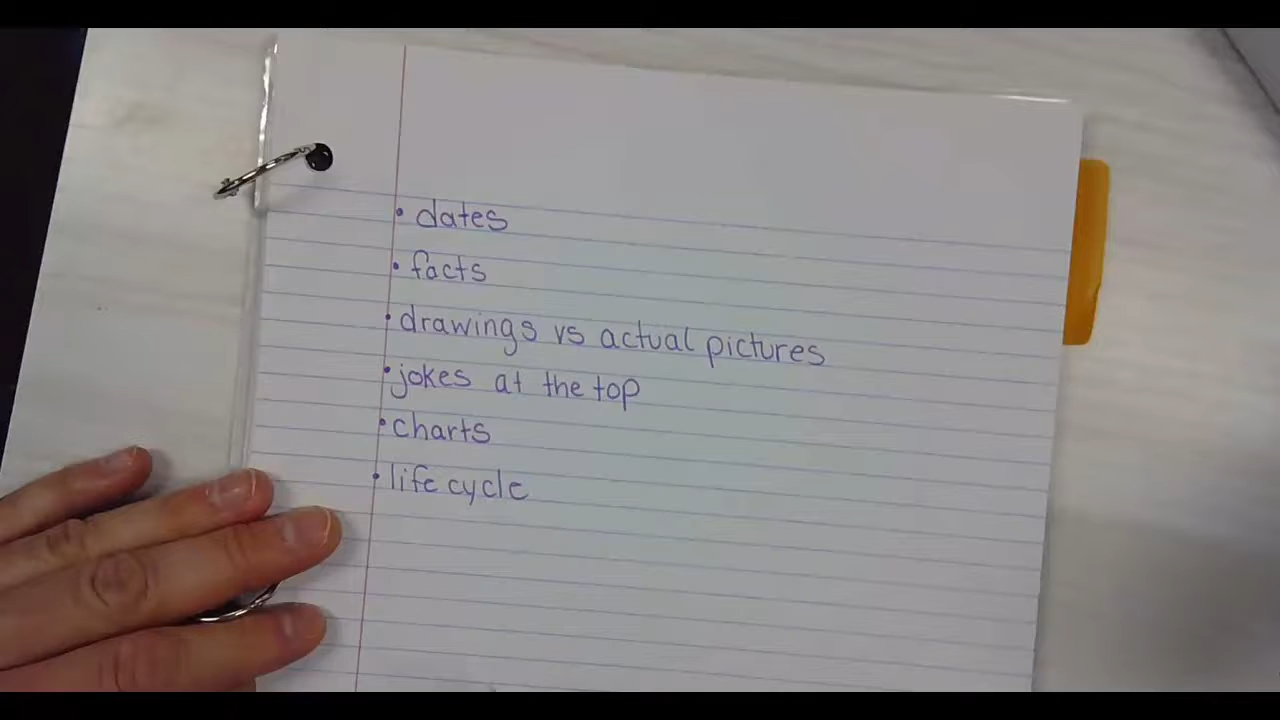 • dates
• facts
• drawings vs actual pictures
• jokes at the top
• charts
• life cycle